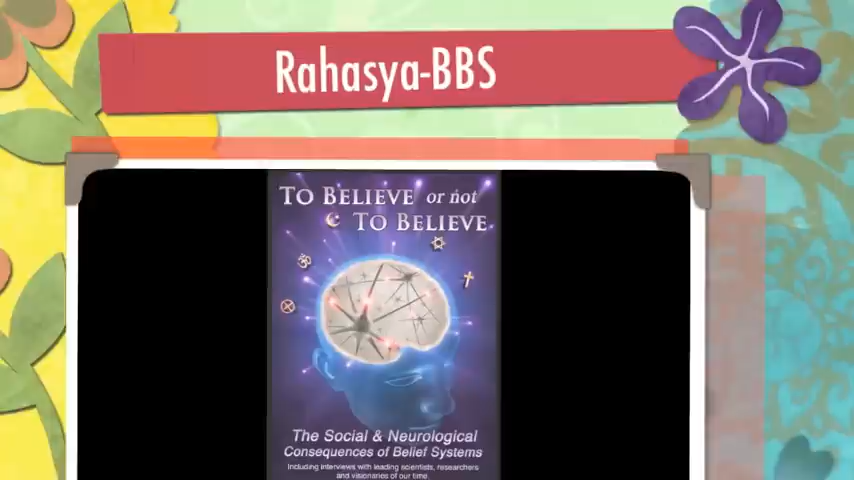 Rahasya-BBS
TO BELIEVE or not
TO BELIEVE
The Social & Neurological
Consequences of Belief Systems
Including interviews with leading scientists, researchers
and visionaries of our time.